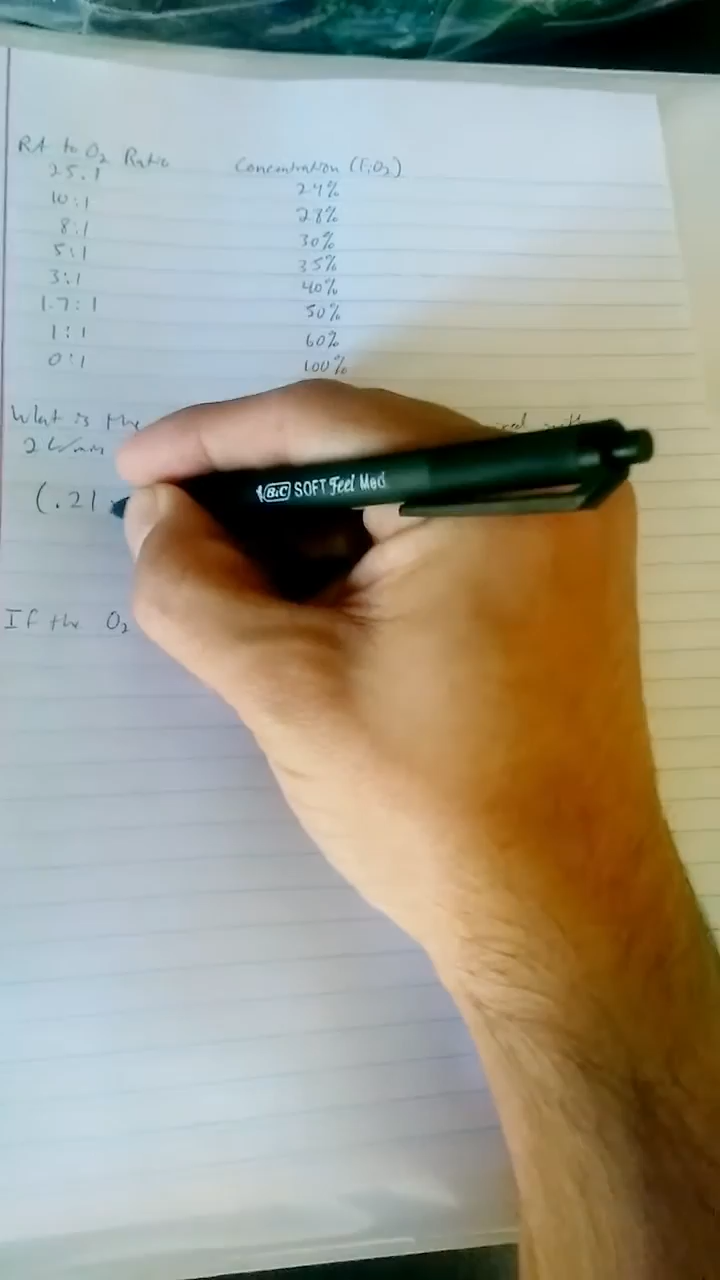 RA to O2 Ratio Concentration (FiO2)
25:1 24%
10:1 28%
8:1 30%
5:1 35%
3:1 40%
1.7:1 50%
1:1 60%
0:1 100%
What is the
2 L/min
BIC SOFT Feel Med
(.21
If the O2